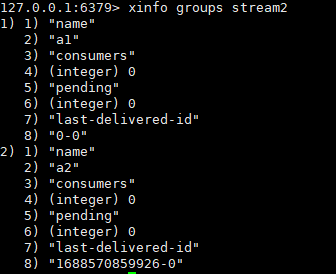 127.0.0.1:6379> xinfo groups stream2
1) 1) "name"
2) "a1"
3) "consumers"
4) (integer) 0
5) "pending"
6) (integer) 0
7) "last-delivered-id"
8) "0-0"
2) 1) "name"
2) "a2"
3) "consumers"
4) (integer) 0
5) "pending"
6) (integer) 0
7) "last-delivered-id"
8) "1688570859926-0"